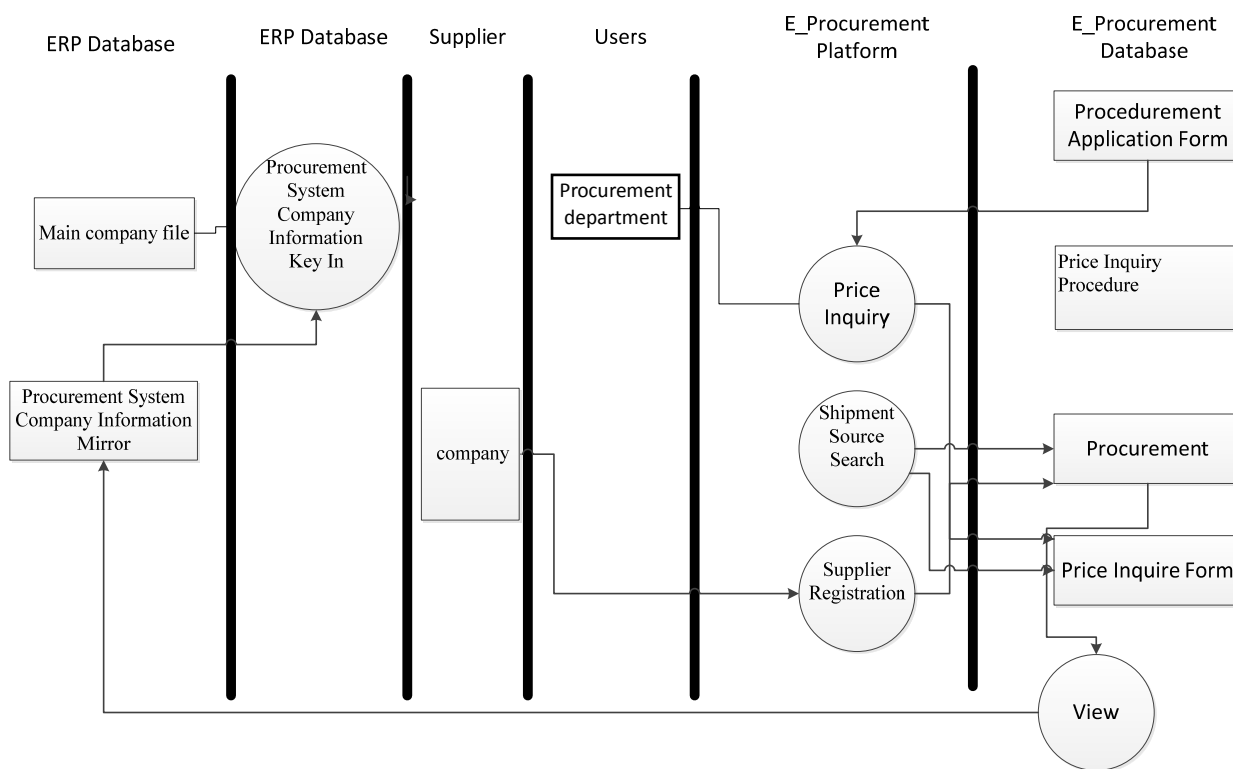 ERP Database
ERP Database
Supplier
Users
E_Procurement
Platform
E_Procurement
Database
Procedurement
Application Form
Procurement
System
Company
Information
Key In
Procurement
department
Main company file
Price Inquiry
Procedure
Price
Inquiry
Procurement System
Company Information
Mirror
Shipment
Source
Search
company
Procurement
Supplier
Registration
Price Inquire Form
View